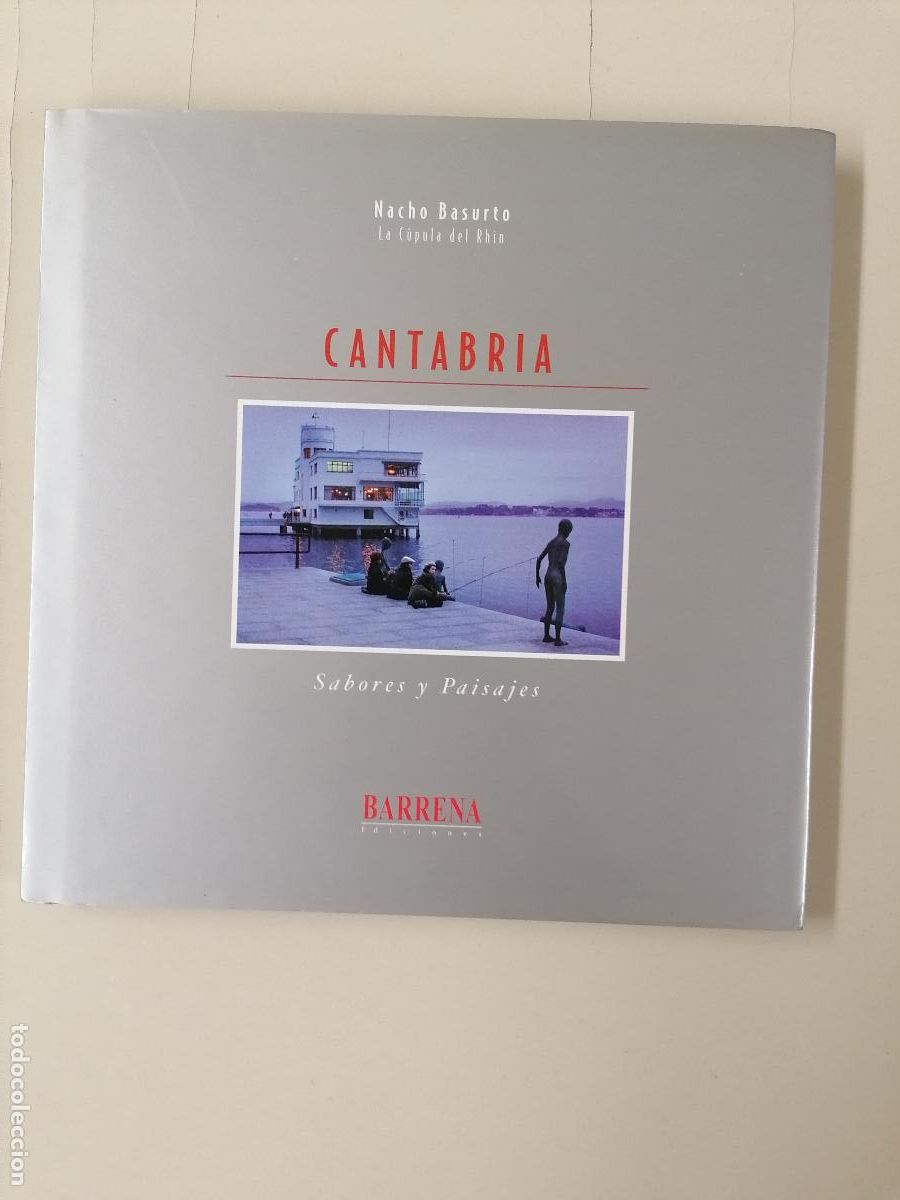 Nacho Basurto
La Cúpula del Rhin
CANTABRIA
Sabores y Paisajes
BARRENA
Ediciones
todocoleccion